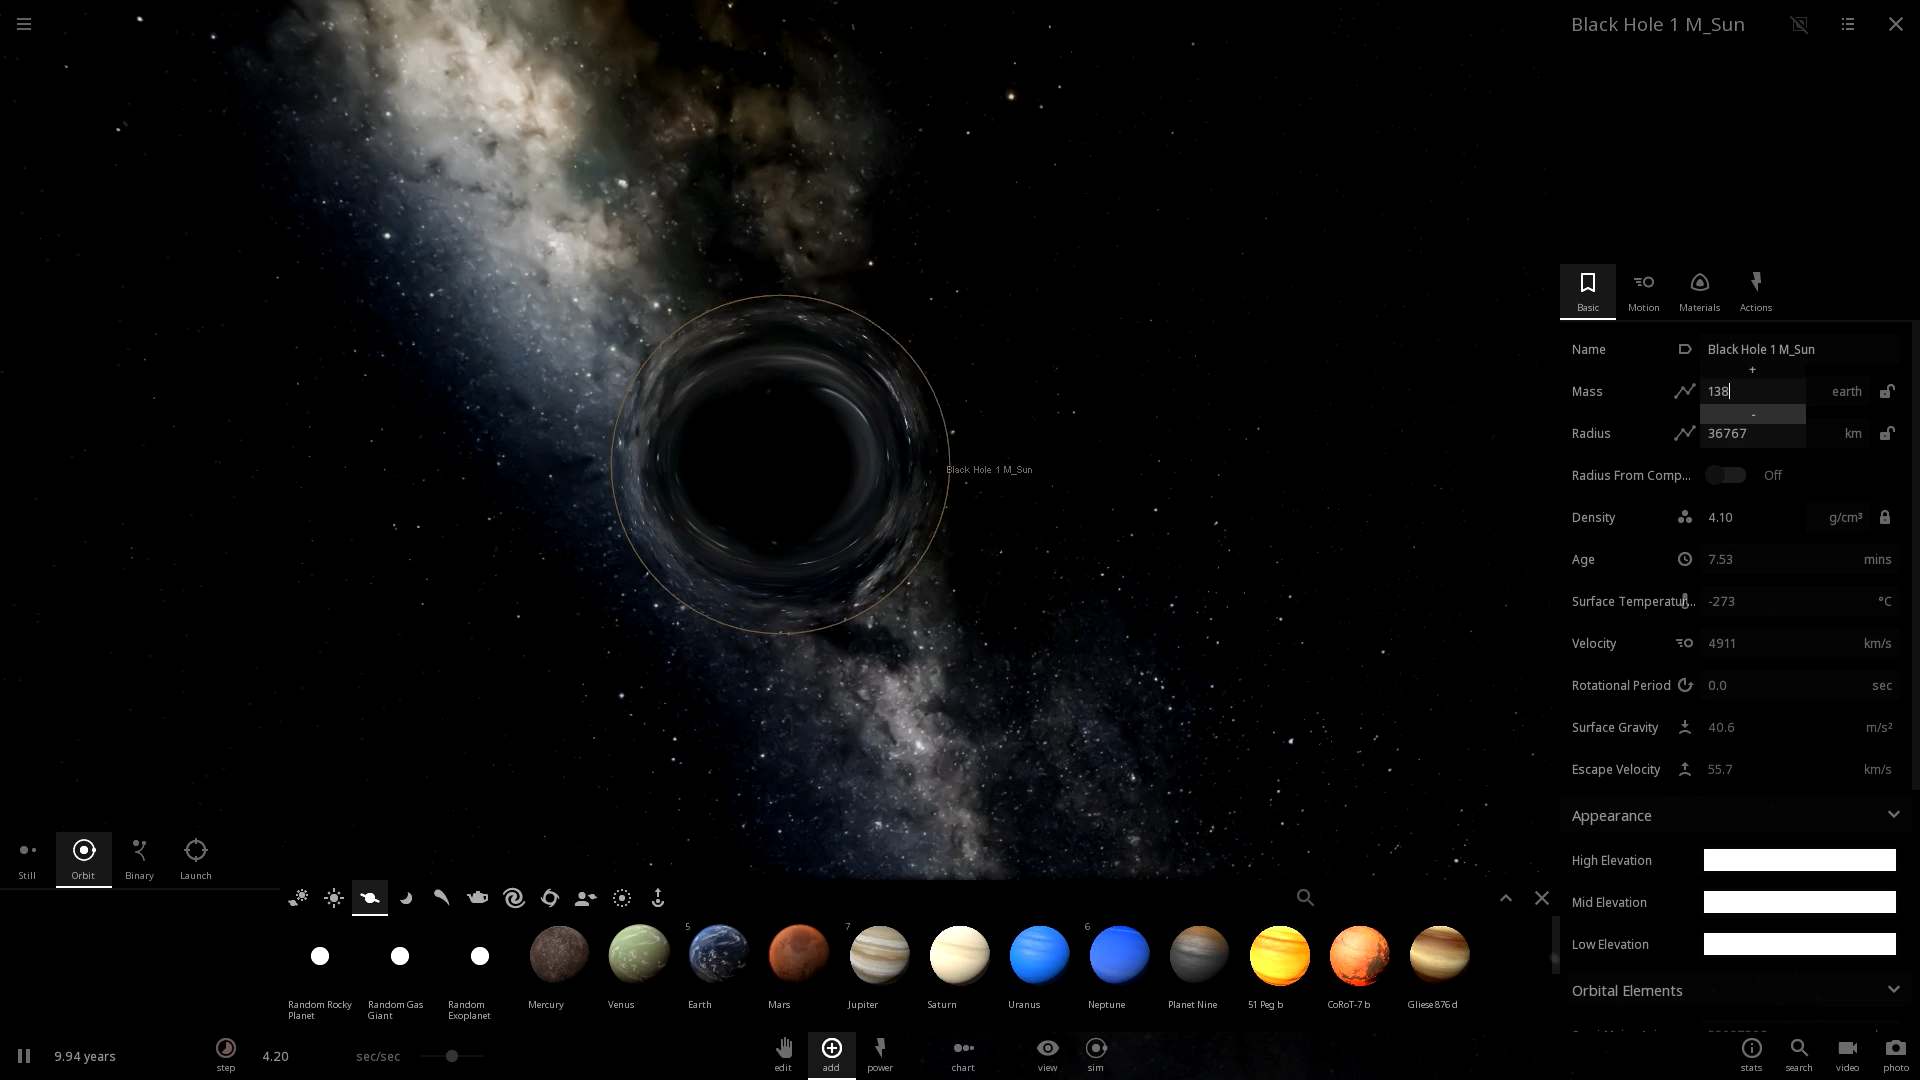 Black Hole 1 M_Sun
Basic
Motion
Materials
Actions
Name Black Hole 1 M_Sun
+
Mass 138 earth
-
Radius 36767 km
Radius From Comp... Off
Density 4.10 g/cm³
Age 7.53 mins
Surface Temperatur... -273 °C
Velocity 4911 km/s
Rotational Period 0.0 sec
Surface Gravity 40.6 m/s²
Escape Velocity 55.7 km/s
Appearance
High Elevation
Mid Elevation
Low Elevation
Orbital Elements
Black Hole 1 M_Sun
Still
Orbit
Binary
Launch
5
7
6
Random Rocky
Planet
Random Gas
Giant
Random
Exoplanet
Mercury
Venus
Earth
Mars
Jupiter
Saturn
Uranus
Neptune
Planet Nine
51 Peg b
CoRoT-7 b
Gliese 876 d
9.94 years
step
4.20 sec/sec
edit
add
power
chart
view
sim
stats
search
video
photo